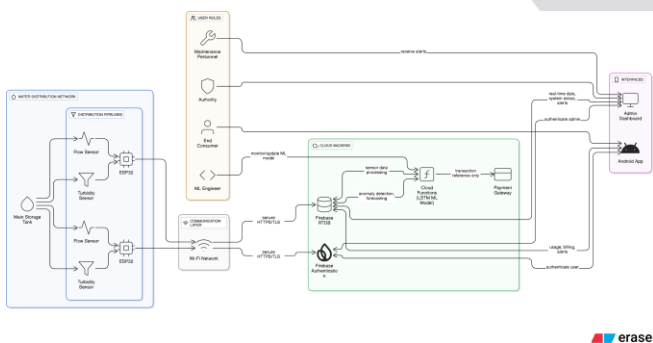 USER ROLES
Maintenance
Personnel
receive alerts
INTERFACES
WATER DISTRIBUTION NETWORK
Authority
real-time data,
system status,
alerts
Admin
Dashboard
DISTRIBUTION PIPELINES
authenticate admin
End
Consumer
Flow Sensor
ESP32
CLOUD BACKEND
Android App
monitor/update ML
model
sensor data
processing
transaction
reference only
Turbidity
Sensor
ML Engineer
Cloud
Functions
(LSTM ML
Model)
Payment
Gateway
anomaly detection,
forecasting
Main Storage
Tank
COMMUNICATION
LAYER
secure
HTTPS/TLS
Firebase
RTDB
Flow Sensor
ESP32
Wi-Fi Network
secure
HTTPS/TLS
usage, billing,
alerts
Turbidity
Sensor
Firebase
Authenticatio
n
authenticate user
erase